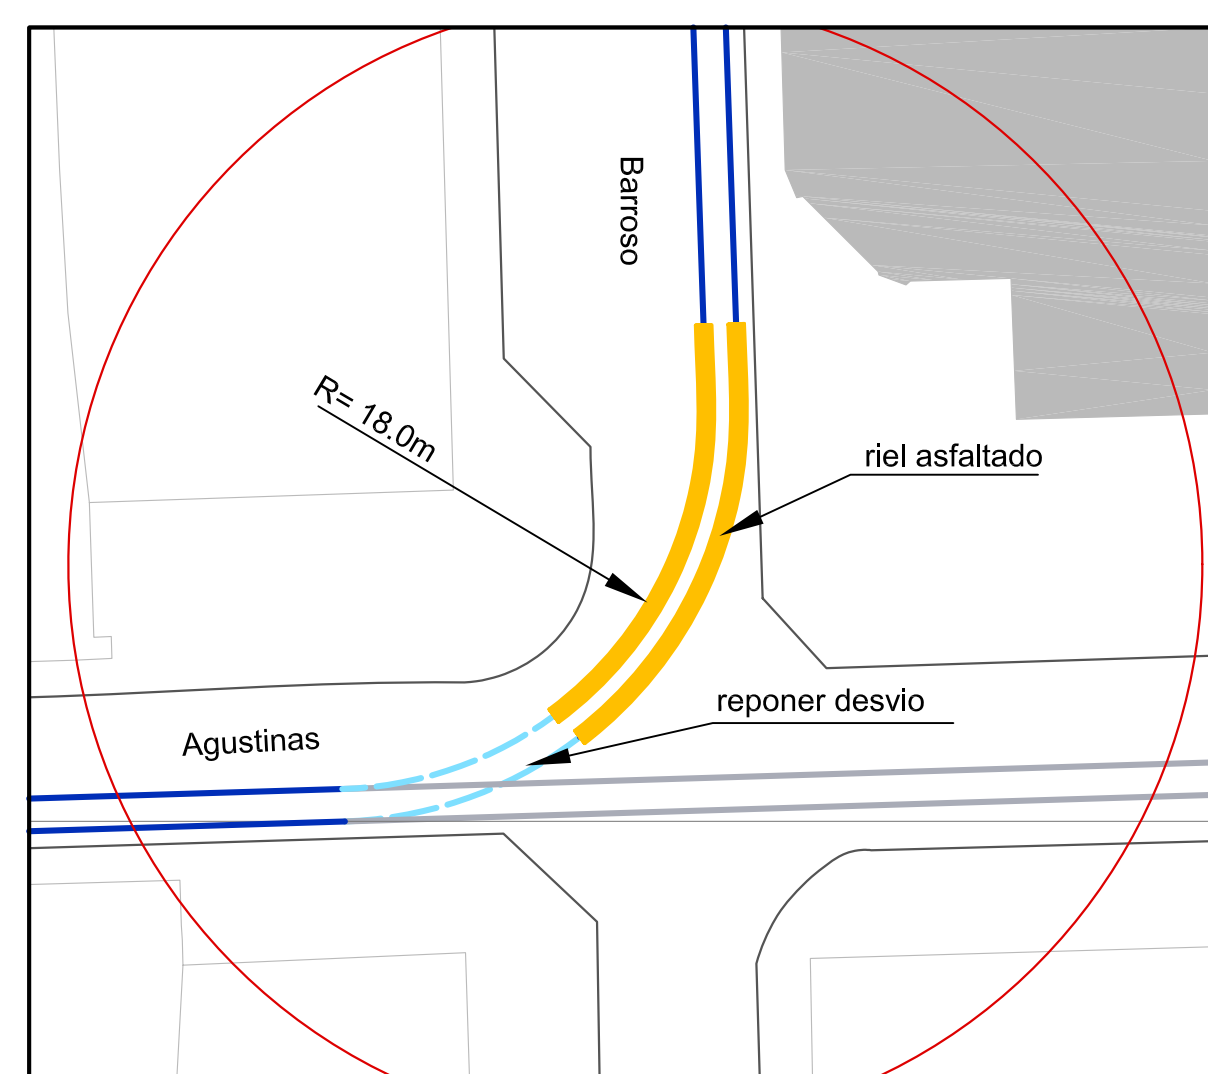 Barroso
R= 18.0m
riel asfaltado
reponer desvio
Agustinas